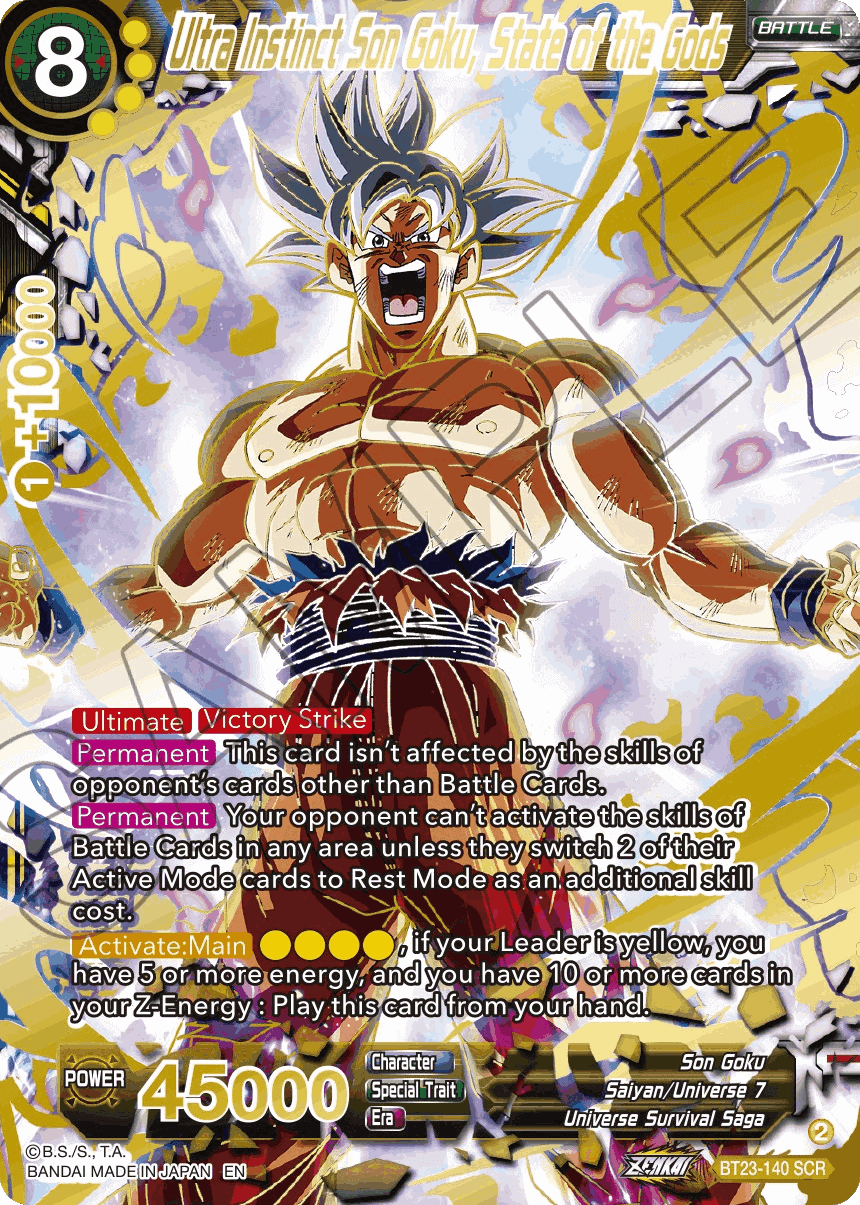 8
Ultra Instinct Son Goku, State of the Gods
BATTLE
1 +10000
SAMPLE
Ultimate Victory Strike
Permanent This card isn't affected by the skills of
opponent's cards other than Battle Cards.
Permanent Your opponent can't activate the skills of
Battle Cards in any area unless they switch 2 of their
Active Mode cards to Rest Mode as an additional skill
cost.
Activate:Main , if your Leader is yellow, you
have 5 or more energy, and you have 10 or more cards in
your Z-Energy : Play this card from your hand.
POWER 45000
Character Son Goku
Special Trait Saiyan/Universe 7
Era Universe Survival Saga
2
©B.S./S., T.A.
BANDAI MADE IN JAPAN EN
ZENKAI BT23-140 SCR